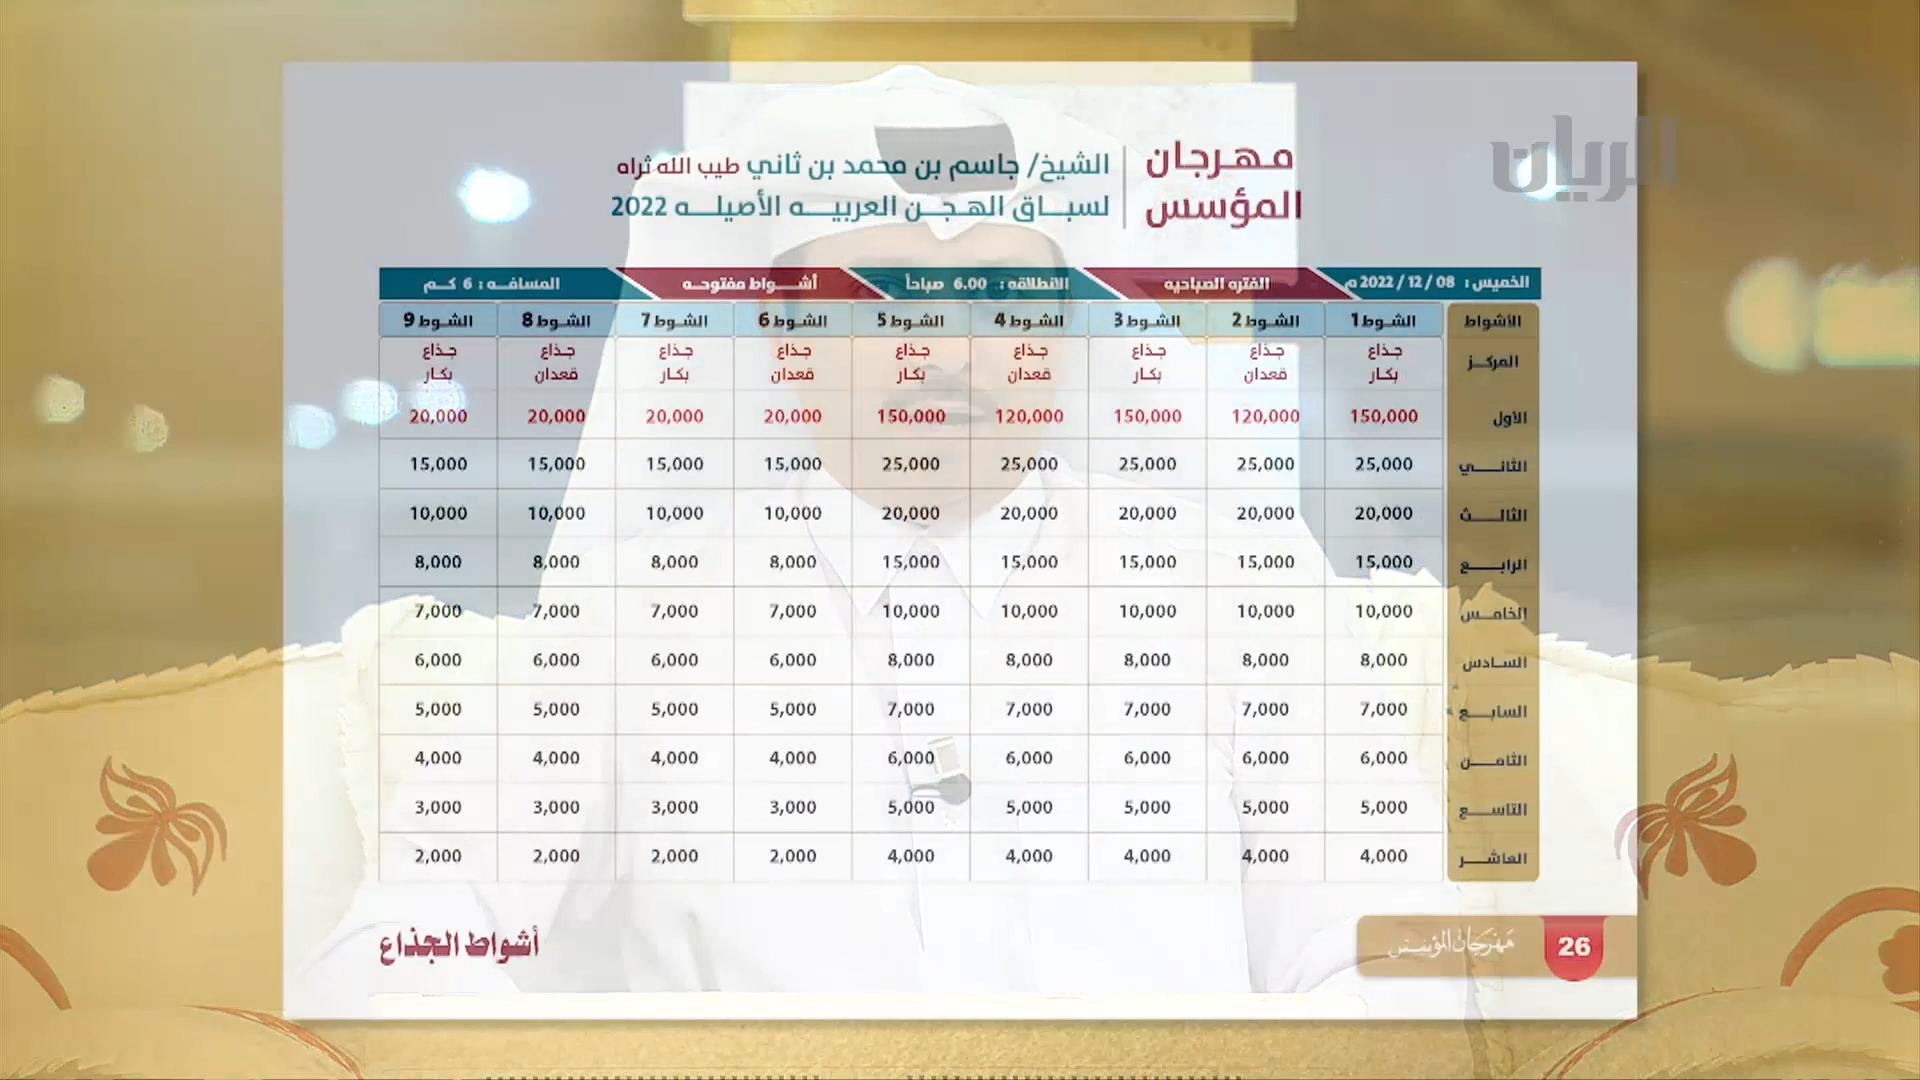 الريان
مهرجان
المؤسس
الشيخ/ جاسم بن محمد بن ثاني طيب الله ثراه
لسباق الهجن العربيه الأصيله 2022
الخميس: 08 / 12 / 2022 م الفتره الصباحيه الانطلاقه: 6.00 صباحاً أشواط مفتوحه المسافه: 6 كم
الأشواط الشوط 1 الشوط 2 الشوط 3 الشوط 4 الشوط 5 الشوط 6 الشوط 7 الشوط 8 الشوط 9
المركز جذاع بكار جذاع قعدان جذاع بكار جذاع قعدان جذاع بكار جذاع قعدان جذاع بكار جذاع قعدان جذاع بكار
الأول 150,000 120,000 150,000 120,000 150,000 20,000 20,000 20,000 20,000
الثاني 25,000 25,000 25,000 25,000 25,000 15,000 15,000 15,000 15,000
الثالث 20,000 20,000 20,000 20,000 20,000 10,000 10,000 10,000 10,000
الرابع 15,000 15,000 15,000 15,000 15,000 8,000 8,000 8,000 8,000
الخامس 10,000 10,000 10,000 10,000 10,000 7,000 7,000 7,000 7,000
السادس 8,000 8,000 8,000 8,000 8,000 6,000 6,000 6,000 6,000
السابع 7,000 7,000 7,000 7,000 7,000 5,000 5,000 5,000 5,000
الثامن 6,000 6,000 6,000 6,000 6,000 4,000 4,000 4,000 4,000
التاسع 5,000 5,000 5,000 5,000 5,000 3,000 3,000 3,000 3,000
العاشر 4,000 4,000 4,000 4,000 4,000 2,000 2,000 2,000 2,000
26 مهرجان المؤسس
أشواط الجذاع